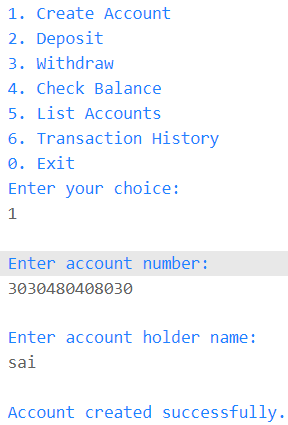 1. Create Account
2. Deposit
3. Withdraw
4. Check Balance
5. List Accounts
6. Transaction History
0. Exit
Enter your choice:
1
Enter account number:
3030480408030
Enter account holder name:
sai
Account created successfully.